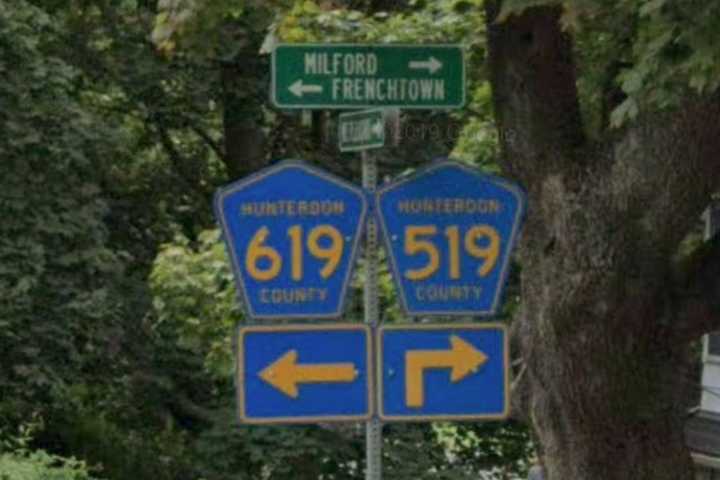 MILFORD →
← FRENCHTOWN
HUNTERDON
619
COUNTY
HUNTERDON
519
COUNTY